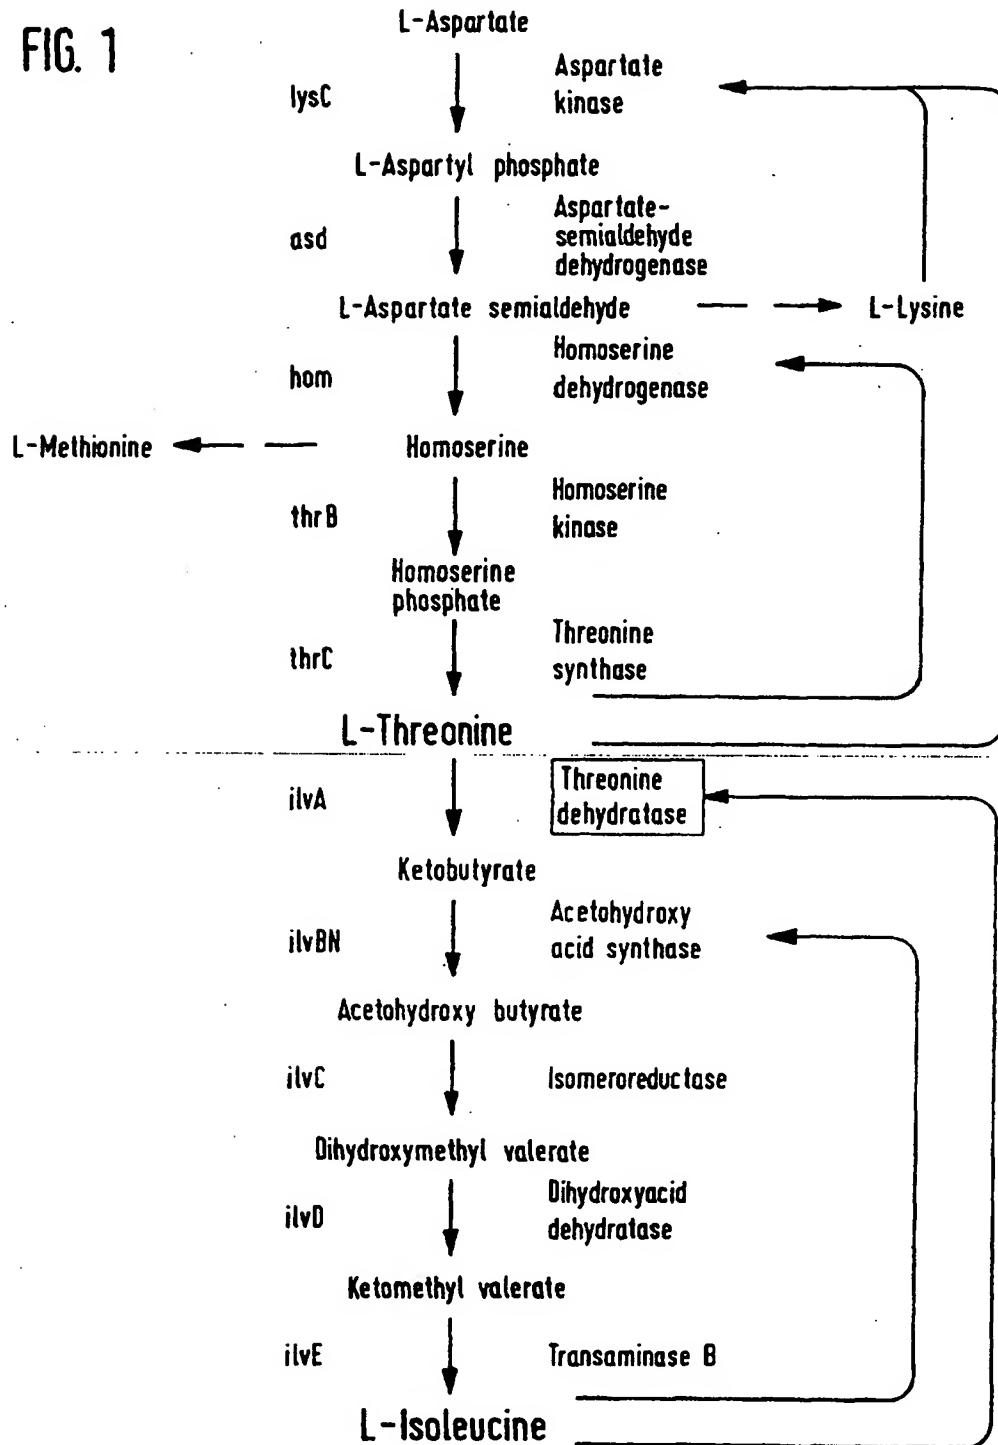 FIG. 1
L-Aspartate
lysC
Aspartate
kinase
L-Aspartyl phosphate
asd
Aspartate-
semialdehyde
dehydrogenase
L-Aspartate semialdehyde
L-Lysine
hom
Homoserine
dehydrogenase
L-Methionine
Homoserine
thrB
Homoserine
kinase
Homoserine
phosphate
thrC
Threonine
synthase
L-Threonine
ilvA
Threonine
dehydratase
Ketobutyrate
ilvBN
Acetohydroxy
acid synthase
Acetohydroxy butyrate
ilvC
Isomeroreductase
Dihydroxymethyl valerate
ilvD
Dihydroxyacid
dehydratase
Ketomethyl valerate
ilvE
Transaminase B
L-Isoleucine